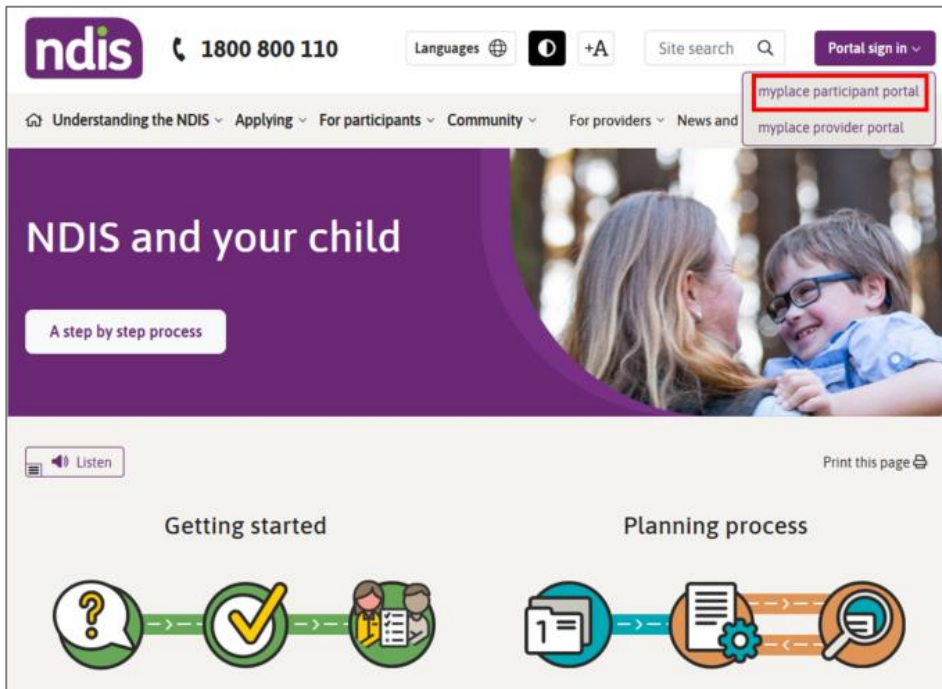 ndis
1800 800 110
Languages
+A
Site search
Portal sign in
myplace participant portal
myplace provider portal
Understanding the NDIS
Applying
For participants
Community
For providers
News and
NDIS and your child
A step by step process
Listen
Print this page
Getting started
Planning process
?
1